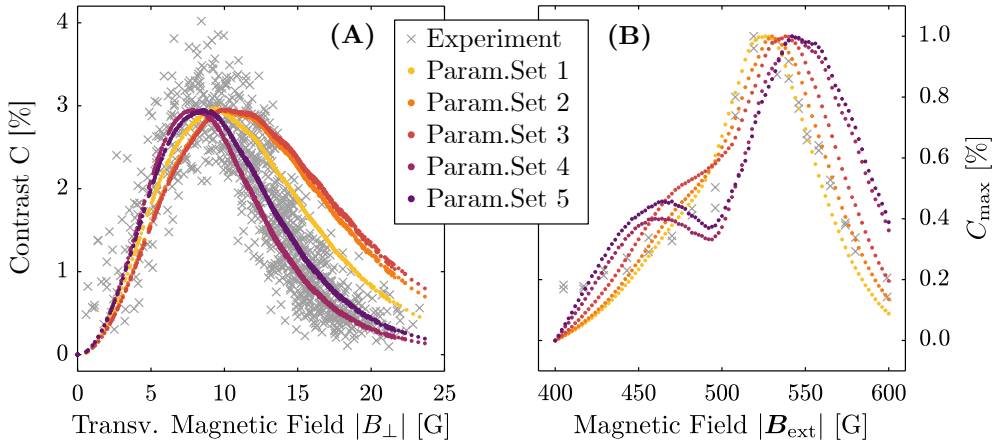 (A)
(B)
Experiment
Param.Set 1
Param.Set 2
Param.Set 3
Param.Set 4
Param.Set 5
Contrast C [%]
4
3
2
1
0
0 5 10 15 20 25
Transv. Magnetic Field |B⊥| [G]
1.0
0.8
0.6
0.4
0.2
0.0
C_max [%]
400 450 500 550 600
Magnetic Field |B_ext| [G]